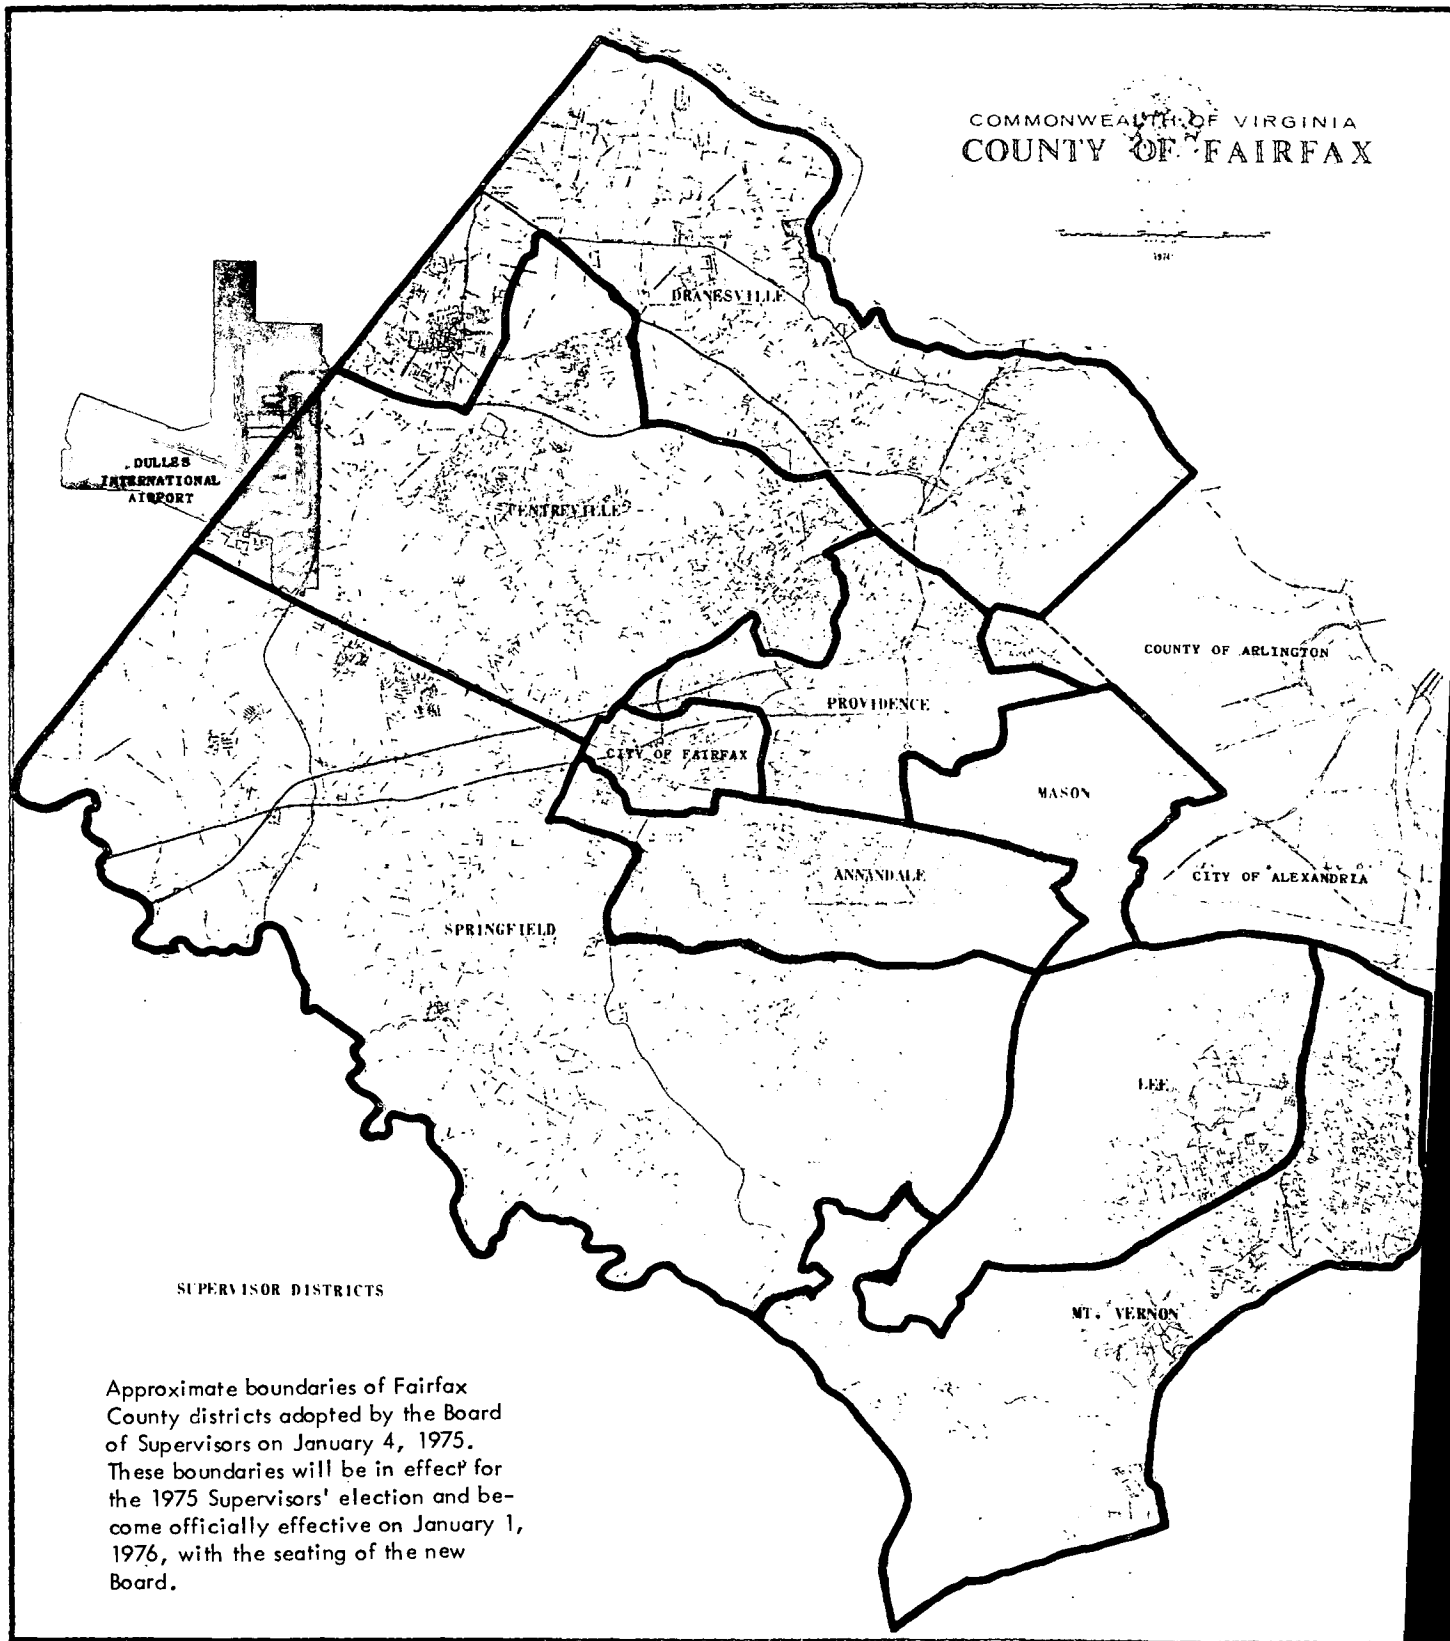 COMMONWEALTH OF VIRGINIA
COUNTY OF FAIRFAX
1974
DRANESVILLE
DULLES
INTERNATIONAL
AIRPORT
CENTREVILLE
COUNTY OF ARLINGTON
PROVIDENCE
CITY OF FAIRFAX
MASON
ANNANDALE
CITY OF ALEXANDRIA
SPRINGFIELD
LEE
SUPERVISOR DISTRICTS
MT. VERNON
Approximate boundaries of Fairfax
County districts adopted by the Board
of Supervisors on January 4, 1975.
These boundaries will be in effect for
the 1975 Supervisors' election and be-
come officially effective on January 1,
1976, with the seating of the new
Board.